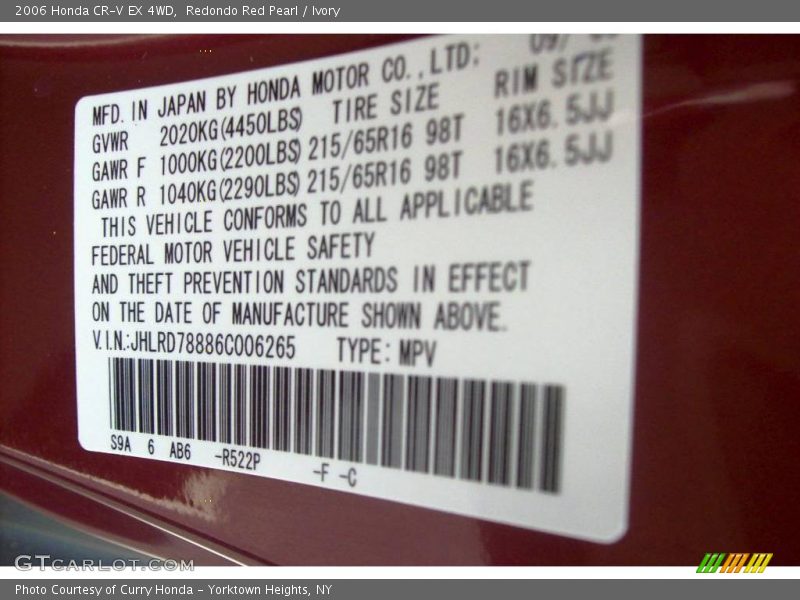 2006 Honda CR-V EX 4WD, Redondo Red Pearl / Ivory
MFD. IN JAPAN BY HONDA MOTOR CO., LTD:
GVWR 2020KG(4450LBS) TIRE SIZE RIM SIZE
GAWR F 1000KG(2200LBS) 215/65R16 98T 16X6.5JJ
GAWR R 1040KG(2290LBS) 215/65R16 98T 16X6.5JJ
THIS VEHICLE CONFORMS TO ALL APPLICABLE
FEDERAL MOTOR VEHICLE SAFETY
AND THEFT PREVENTION STANDARDS IN EFFECT
ON THE DATE OF MANUFACTURE SHOWN ABOVE.
V.I.N.:JHLRD78886C006265 TYPE: MPV
S9A 6 AB6 -R522P -F -C
GTCARLOT.COM
Photo Courtesy of Curry Honda - Yorktown Heights, NY